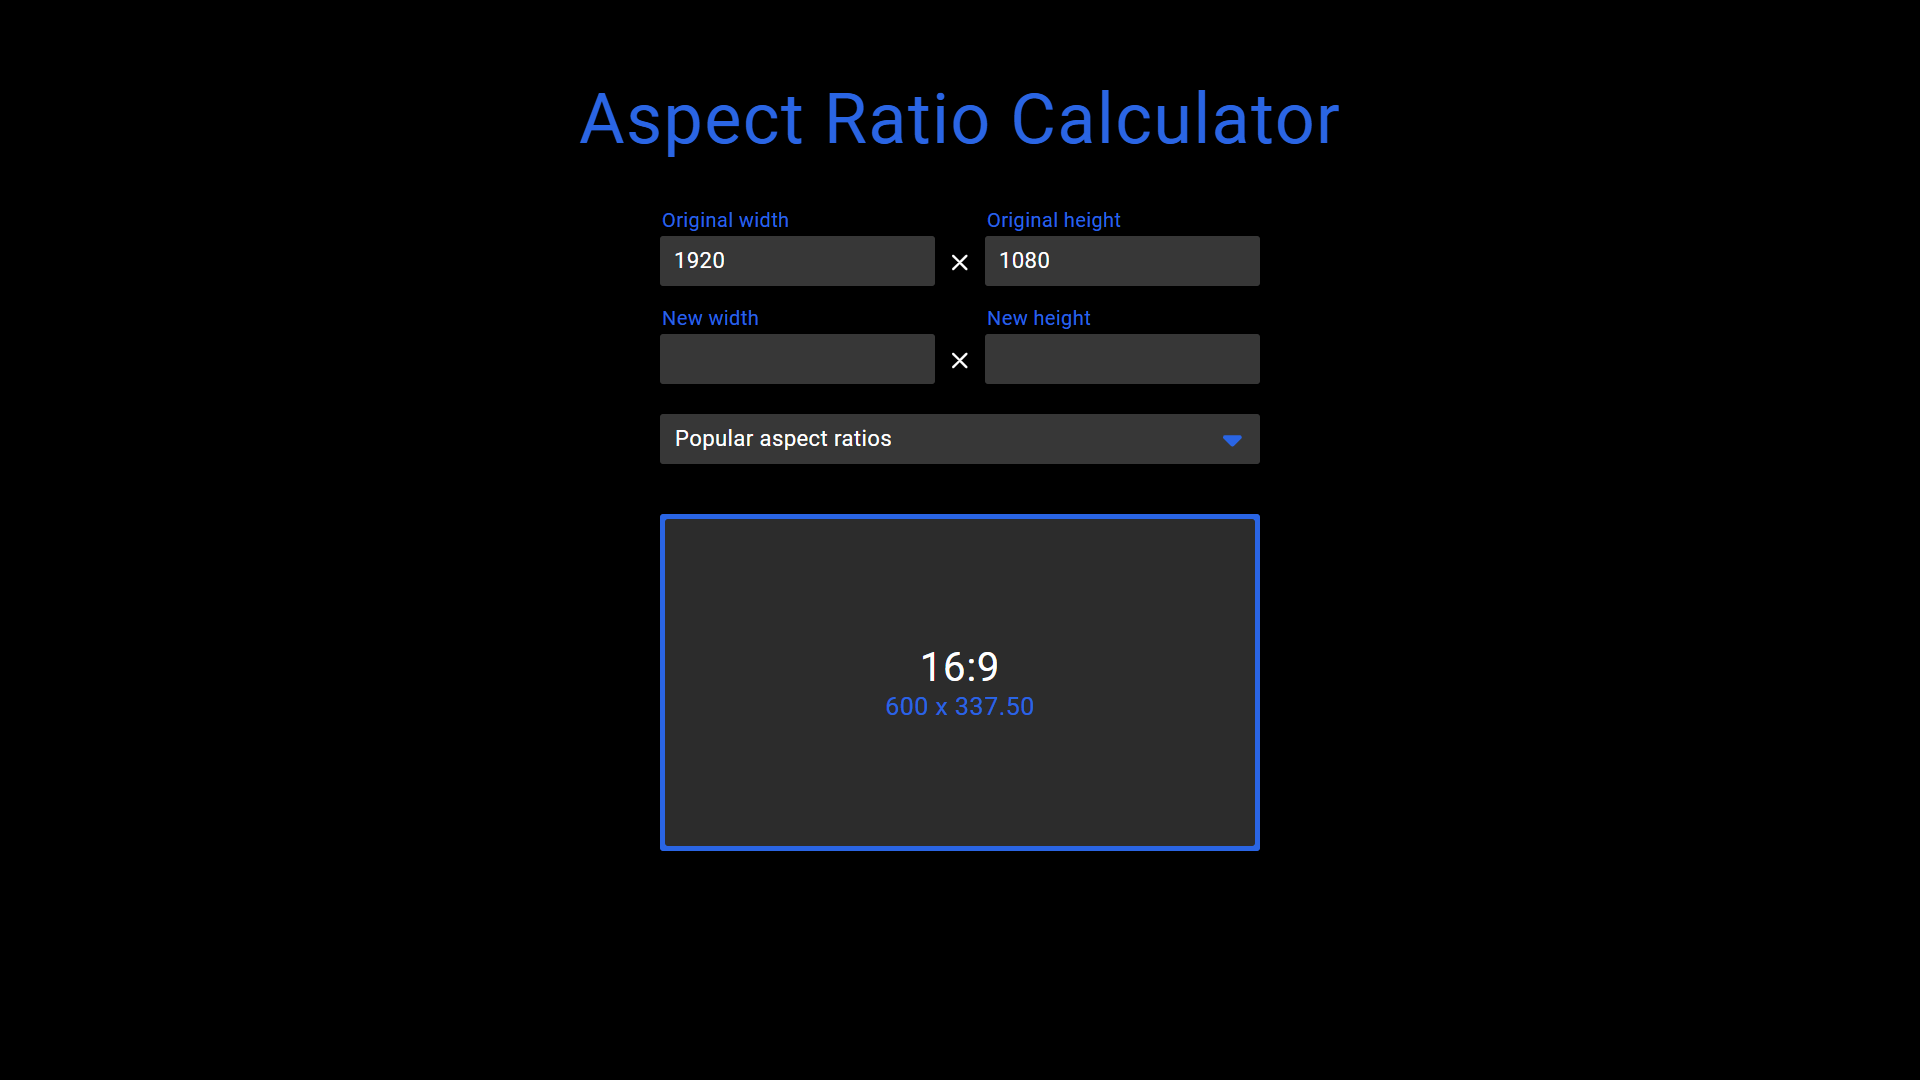 Aspect Ratio Calculator
Original width
Original height
1920
×
1080
New width
New height
×
Popular aspect ratios
16:9
600 x 337.50